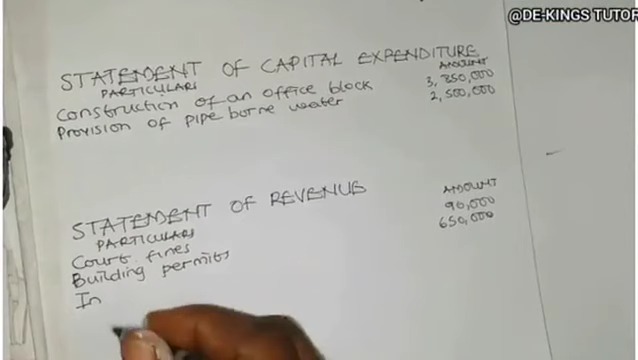 @DE-KINGS TUTOR
STATEMENT OF CAPITAL EXPENDITURE
PARTICULARS AMOUNT
Construction of an office block 3,350,000
Provision of pipe borne water 2,500,000
STATEMENT OF REVENUE
PARTICULARS AMOUNT
Court fines 90,000
Building permits 650,000
In